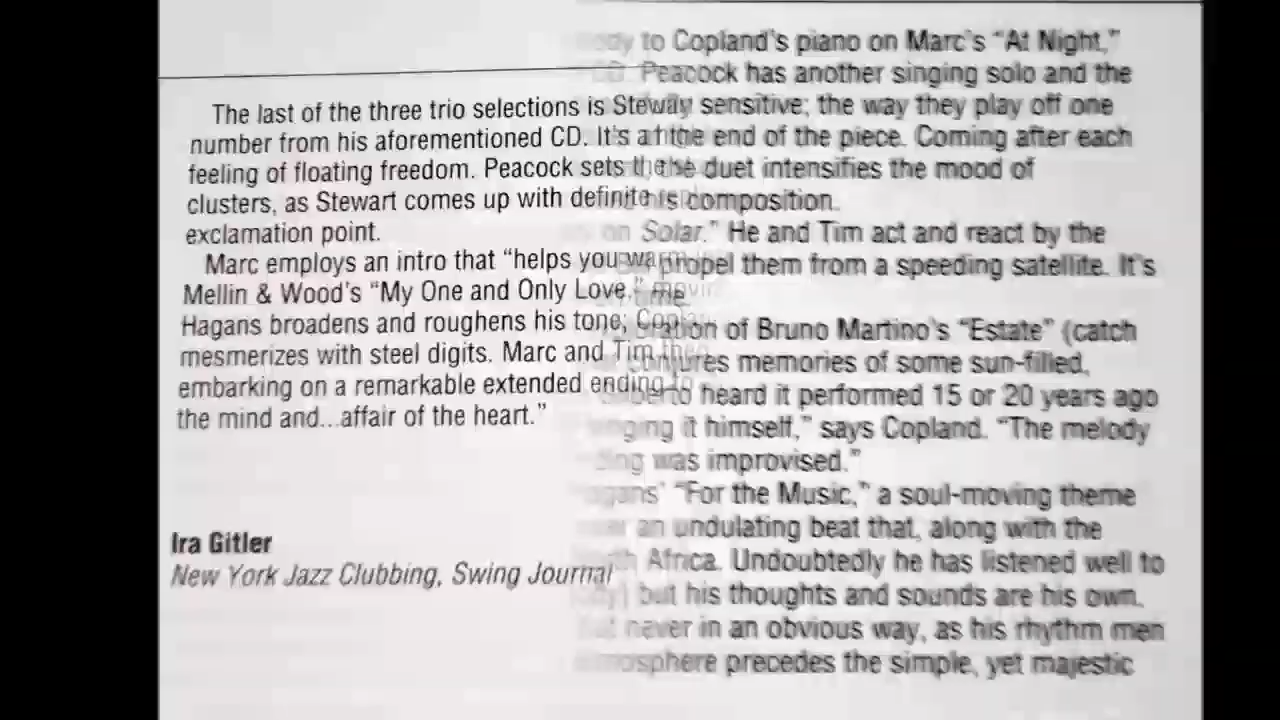 The last of the three trio selections is
number from his aforementioned CD. It's a
feeling of floating freedom. Peacock sets
clusters, as Stewart comes up with definite
exclamation point.
Marc employs an intro that “helps you
Mellin & Wood's “My One and Only Love,”
Hagans broadens and roughens his tone;
mesmerizes with steel digits. Marc and Tim
embarking on a remarkable extended ending
the mind and...affair of the heart.”
Ira Gitler
New York Jazz Clubbing, Swing Journal
to Copland's piano on Marc's “At Night,”
Peacock has another singing solo and the
sensitive; the way they play off one
the end of the piece. Coming after each
duet intensifies the mood of
composition.
on Solar.” He and Tim act and react by the
propel them from a speeding satellite. It's
time
of Bruno Martino's “Estate” (catch
conjures memories of some sun-filled,
to heard it performed 15 or 20 years ago
it himself,” says Copland. “The melody
was improvised.”
“For the Music,” a soul-moving theme
an undulating beat that, along with the
Africa. Undoubtedly he has listened well to
but his thoughts and sounds are his own.
never in an obvious way, as his rhythm men
precedes the simple, yet majestic